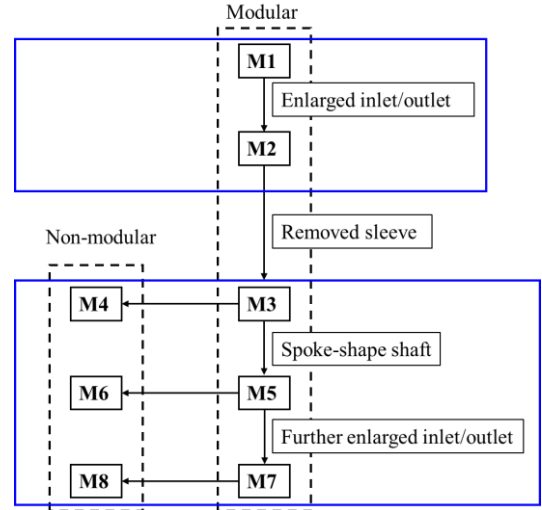 Modular
M1
Enlarged inlet/outlet
M2
Removed sleeve
Non-modular
M4
M3
Spoke-shape shaft
M6
M5
Further enlarged inlet/outlet
M8
M7